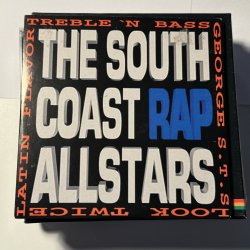 TREBLE 'N BASS
GEORGE S.T.S
LOOK TWICE
LATIN FLAVOR
THE SOUTH
COAST RAP
ALLSTARS